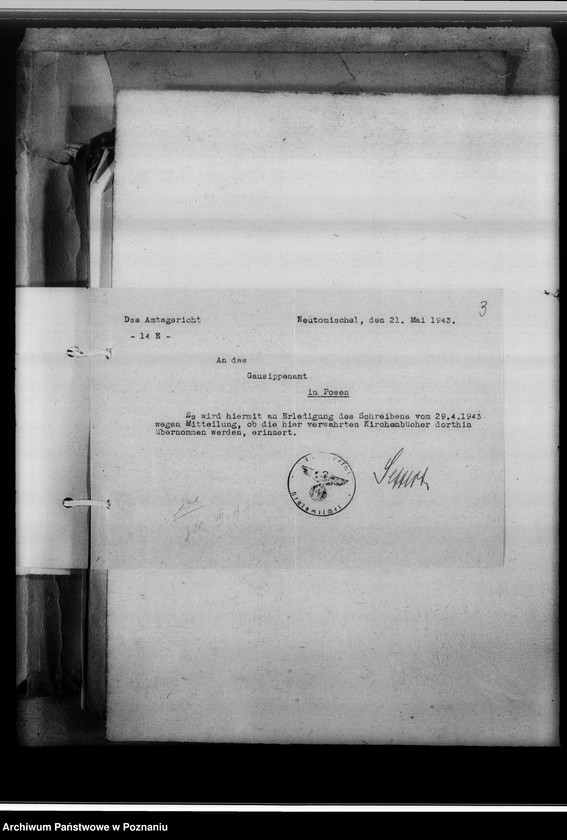 3
Das Amtsgericht
Neutomischel, den 21. Mai 1943.
- 14 E -
An das
Gausippenamt
in Posen
Es wird hiermit an Erledigung des Schreibens vom 29.4.1943
wegen Mitteilung, ob die hier verwahrten Kirchenbücher dorthin
übernommen werden, erinnert.
Archiwum Państwowe w Poznaniu